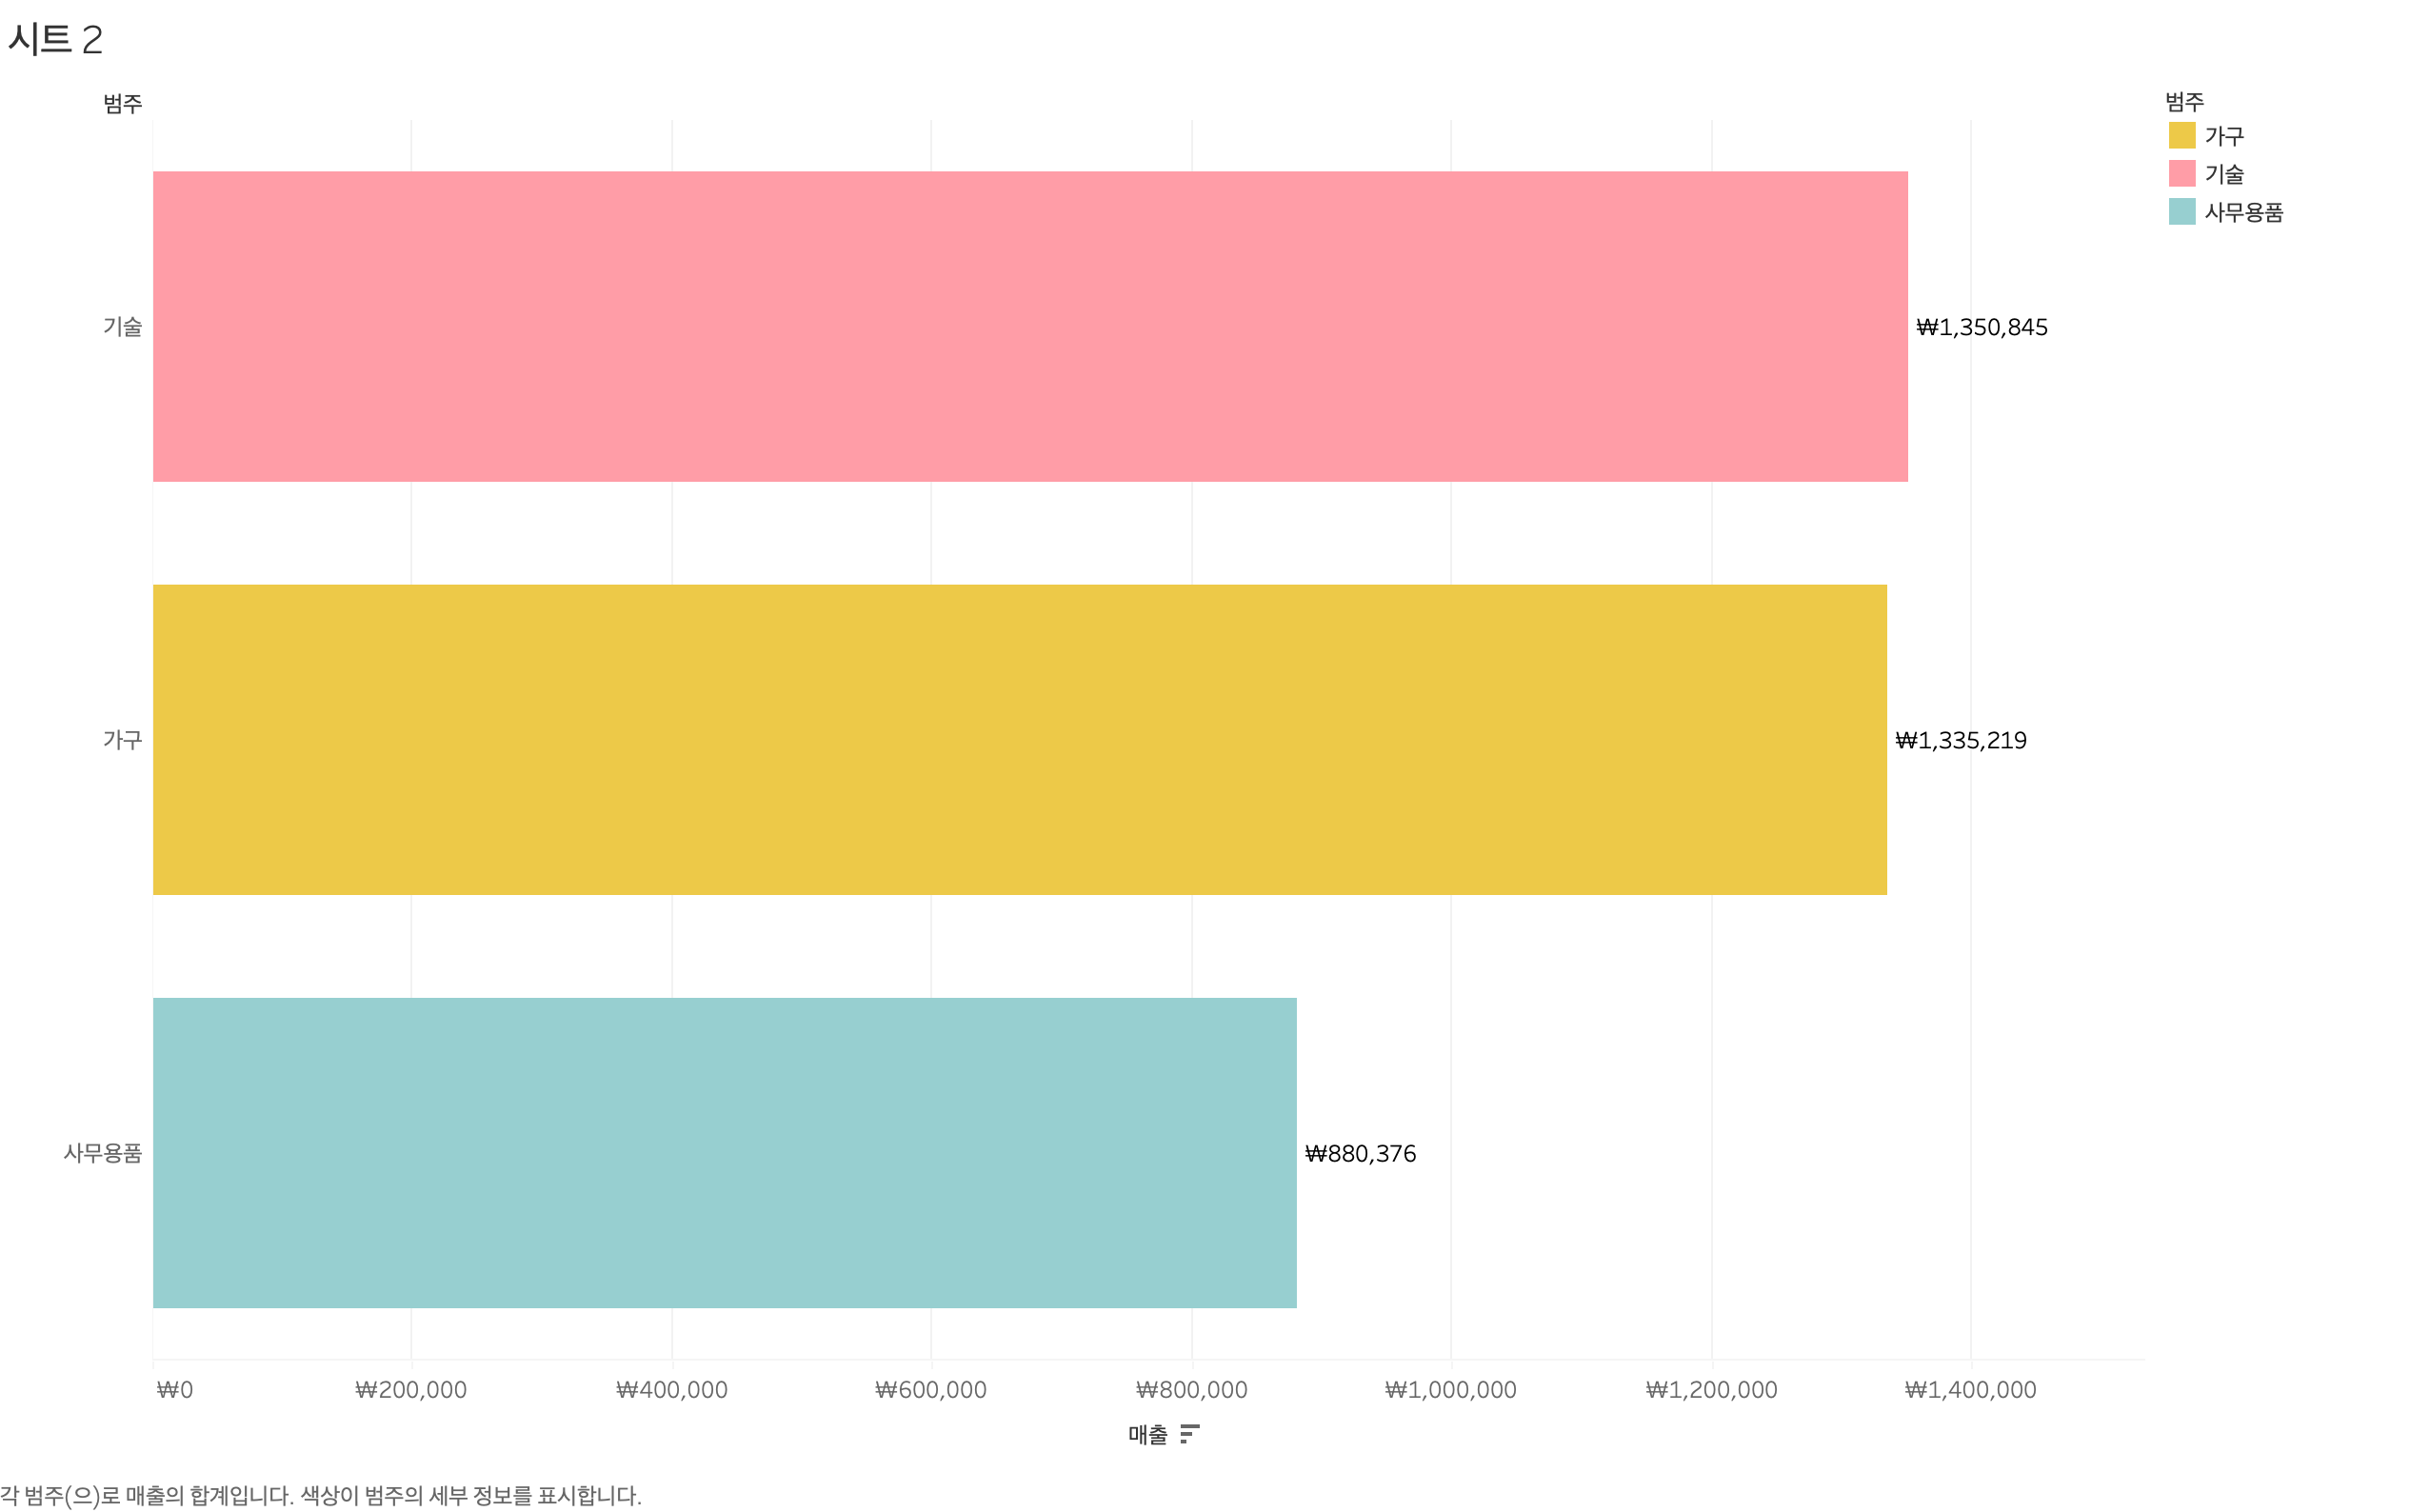 시트 2
범주
기술
₩1,350,845
가구
₩1,335,219
사무용품
₩880,376
₩0 ₩200,000 ₩400,000 ₩600,000 ₩800,000 ₩1,000,000 ₩1,200,000 ₩1,400,000
매출
범주
가구
기술
사무용품
각 범주(으)로 매출의 합계입니다. 색상이 범주의 세부 정보를 표시합니다.